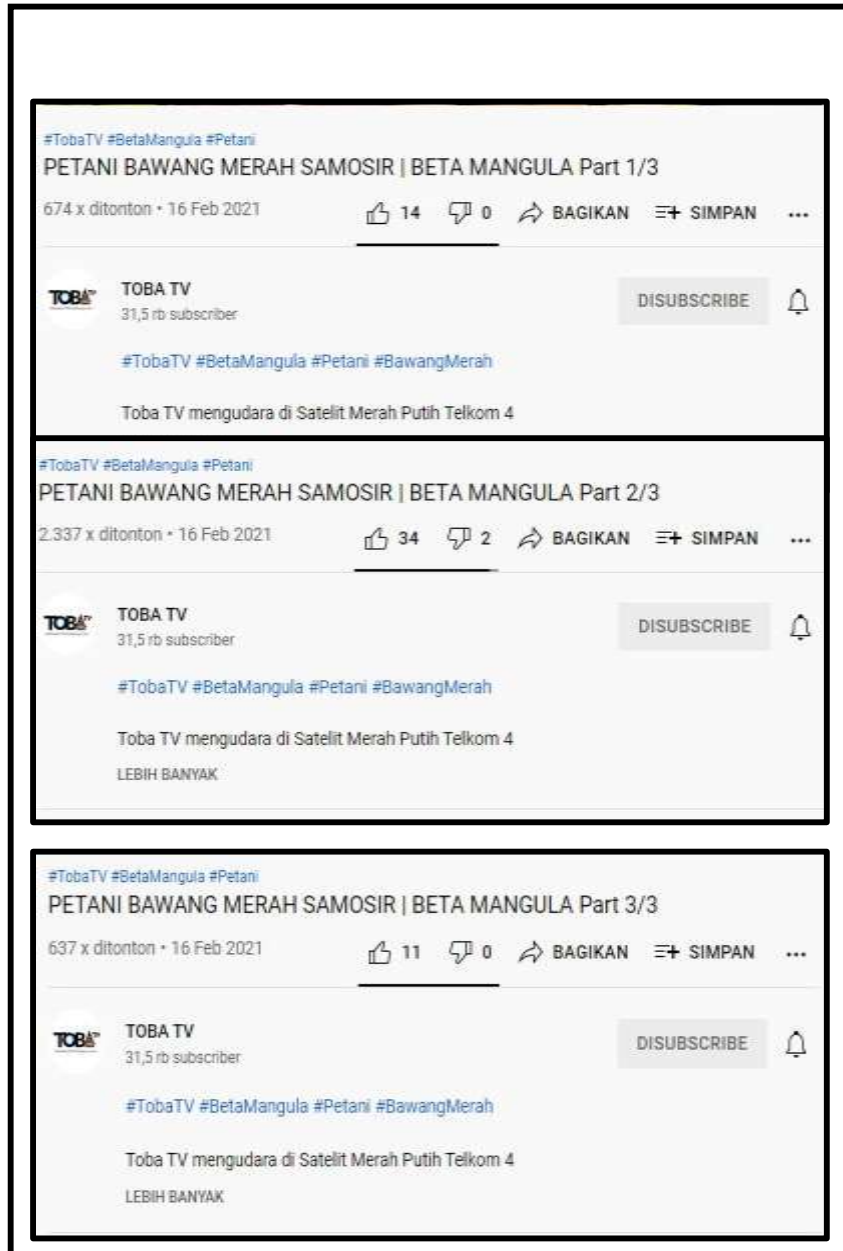 #TobaTV #BetaMangula #Petani
PETANI BAWANG MERAH SAMOSIR | BETA MANGULA Part 1/3
674 x ditonton • 16 Feb 2021 14 0 BAGIKAN SIMPAN ...
TOBA TV
TOBA TV
31,5 rb subscriber
DISUBSCRIBE
#TobaTV #BetaMangula #Petani #BawangMerah
Toba TV mengudara di Satelit Merah Putih Telkom 4
#TobaTV #BetaMangula #Petani
PETANI BAWANG MERAH SAMOSIR | BETA MANGULA Part 2/3
2.337 x ditonton • 16 Feb 2021 34 2 BAGIKAN SIMPAN ...
TOBA TV
TOBA TV
31,5 rb subscriber
DISUBSCRIBE
#TobaTV #BetaMangula #Petani #BawangMerah
Toba TV mengudara di Satelit Merah Putih Telkom 4
LEBIH BANYAK
#TobaTV #BetaMangula #Petani
PETANI BAWANG MERAH SAMOSIR | BETA MANGULA Part 3/3
637 x ditonton • 16 Feb 2021 11 0 BAGIKAN SIMPAN ...
TOBA TV
TOBA TV
31,5 rb subscriber
DISUBSCRIBE
#TobaTV #BetaMangula #Petani #BawangMerah
Toba TV mengudara di Satelit Merah Putih Telkom 4
LEBIH BANYAK